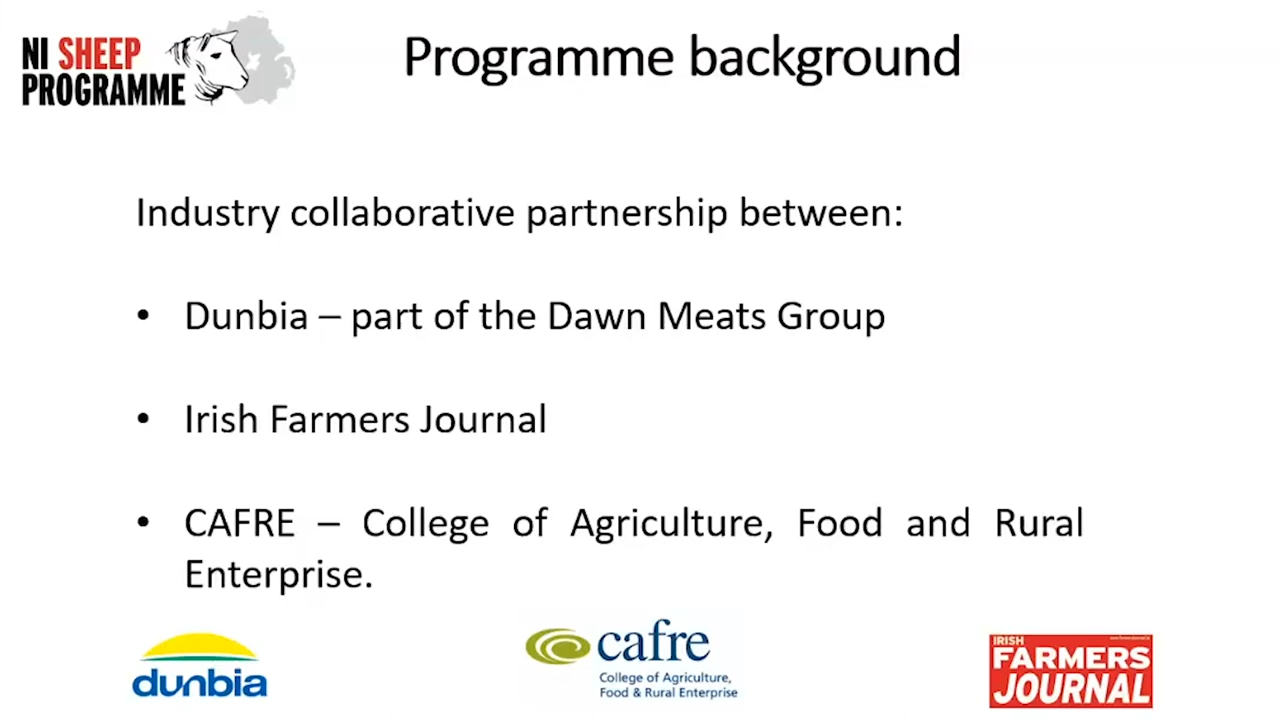 NI SHEEP
PROGRAMME
Programme background
Industry collaborative partnership between:
• Dunbia – part of the Dawn Meats Group
• Irish Farmers Journal
• CAFRE – College of Agriculture, Food and Rural
Enterprise.
dunbia
cafre
College of Agriculture,
Food & Rural Enterprise
IRISH
FARMERS
JOURNAL